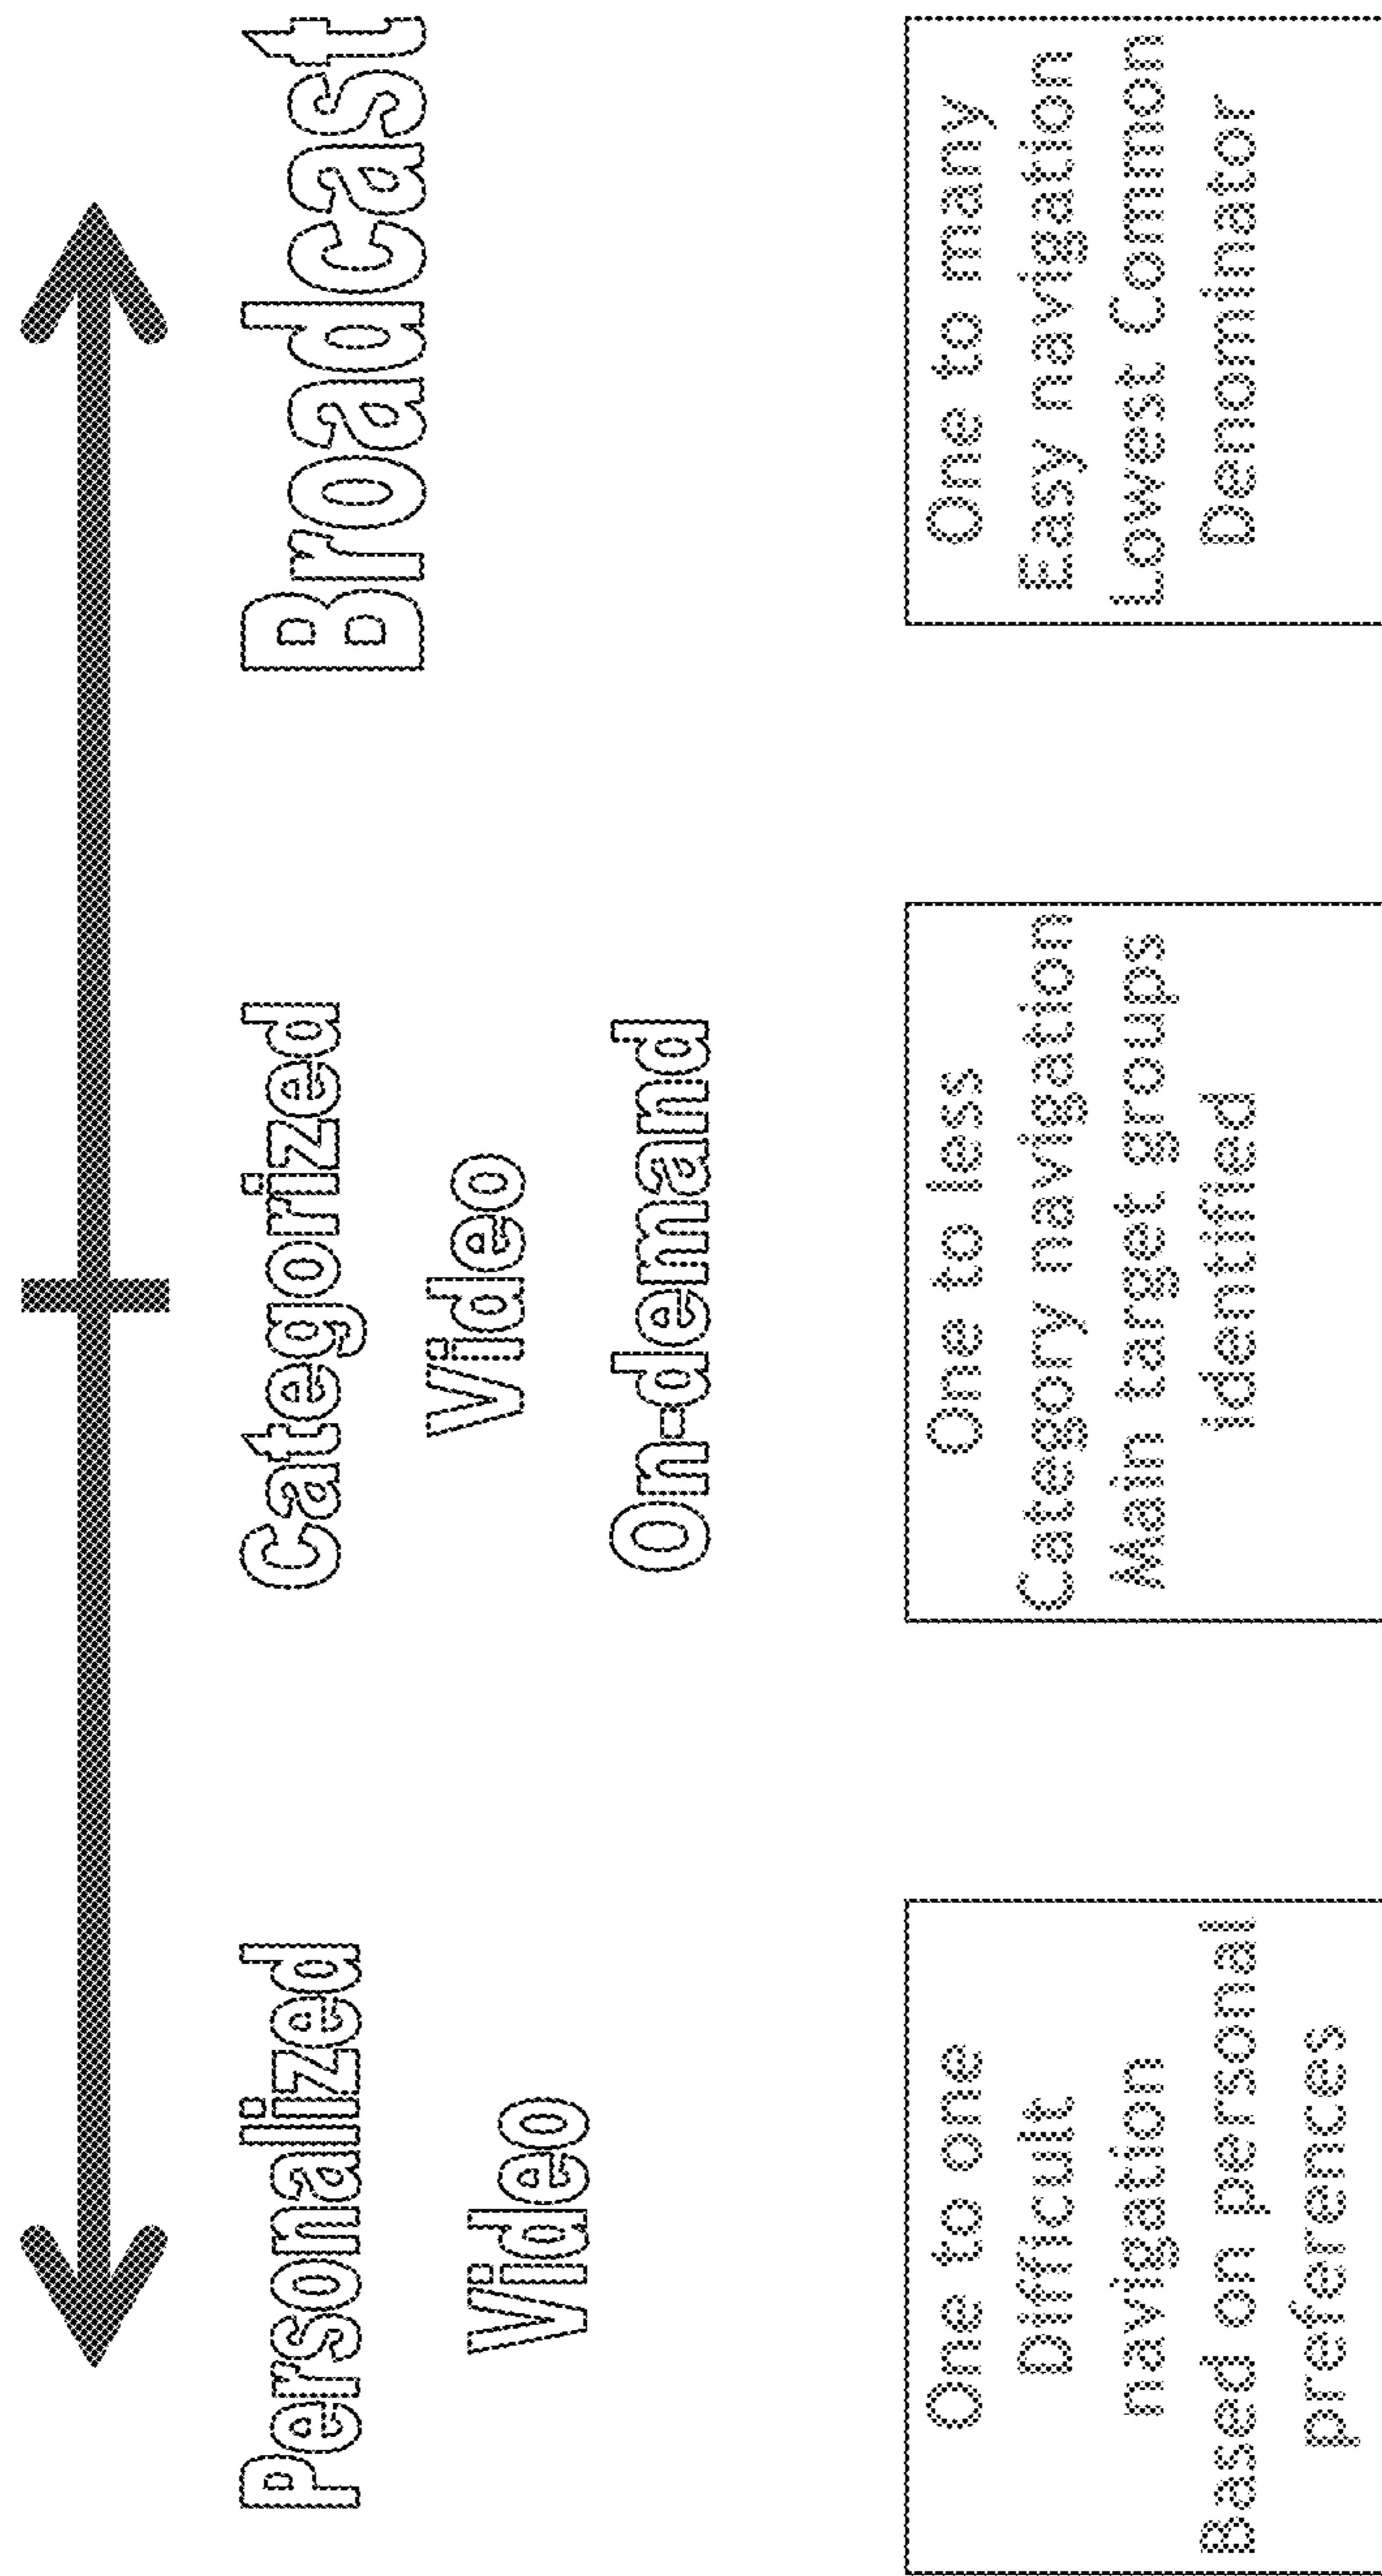 Personalized
Video
Categorized
Video
On-demand
Broadcast
One to one
Difficult
navigation
Based on personal
preferences
One to less
Category navigation
Main target groups
identified
One to many
Easy navigation
Lowest Common
Denominator